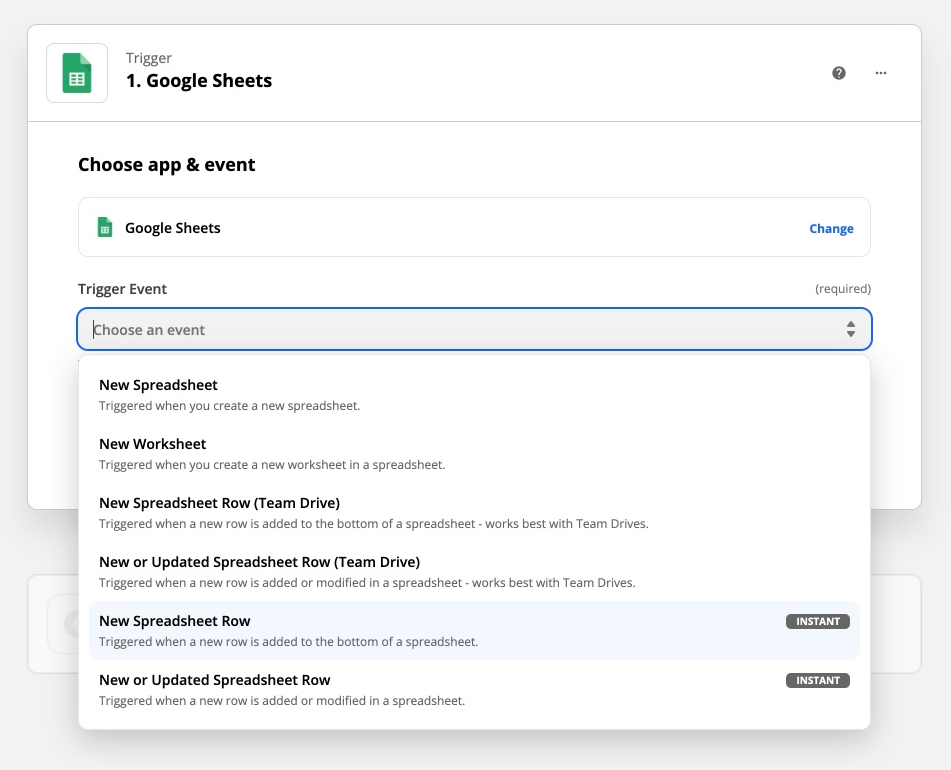 Trigger
1. Google Sheets
Choose app & event
Google Sheets
Change
Trigger Event
(required)
Choose an event
New Spreadsheet
Triggered when you create a new spreadsheet.
New Worksheet
Triggered when you create a new worksheet in a spreadsheet.
New Spreadsheet Row (Team Drive)
Triggered when a new row is added to the bottom of a spreadsheet - works best with Team Drives.
New or Updated Spreadsheet Row (Team Drive)
Triggered when a new row is added or modified in a spreadsheet - works best with Team Drives.
New Spreadsheet Row
INSTANT
Triggered when a new row is added to the bottom of a spreadsheet.
New or Updated Spreadsheet Row
INSTANT
Triggered when a new row is added or modified in a spreadsheet.